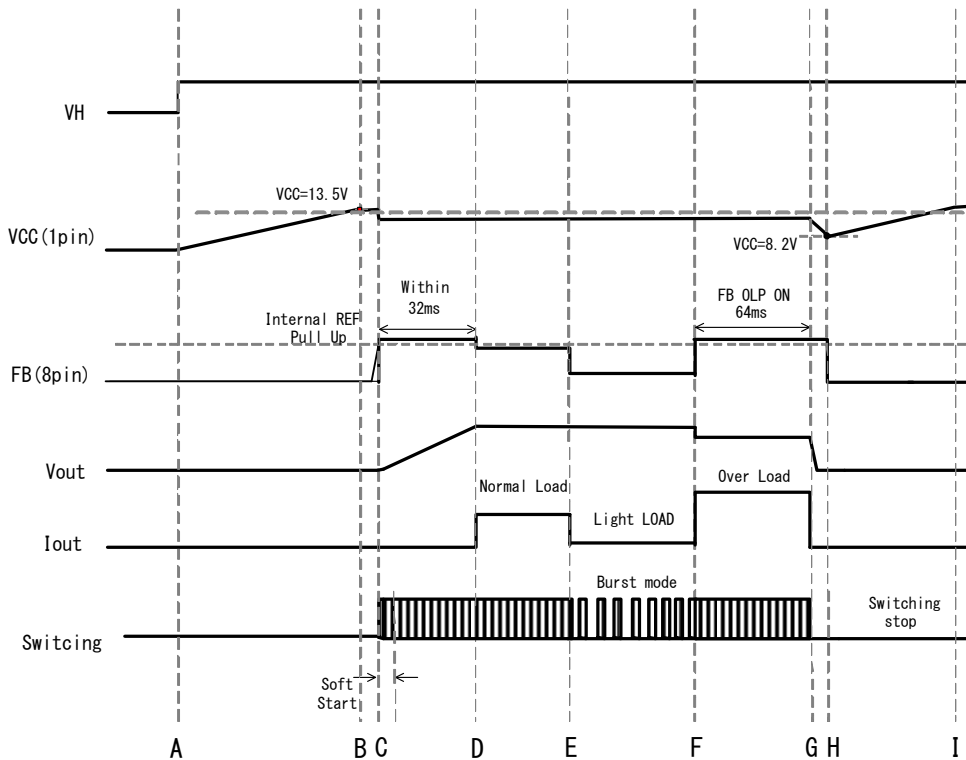 VH
VCC=13.5V
VCC(1pin)
VCC=8.2V
Within
32ms
FB OLP ON
64ms
Internal REF
Pull Up
FB(8pin)
Vout
Normal Load
Over Load
Light LOAD
Iout
Burst mode
Switching
stop
Switcing
Soft
Start
A B C D E F G H I